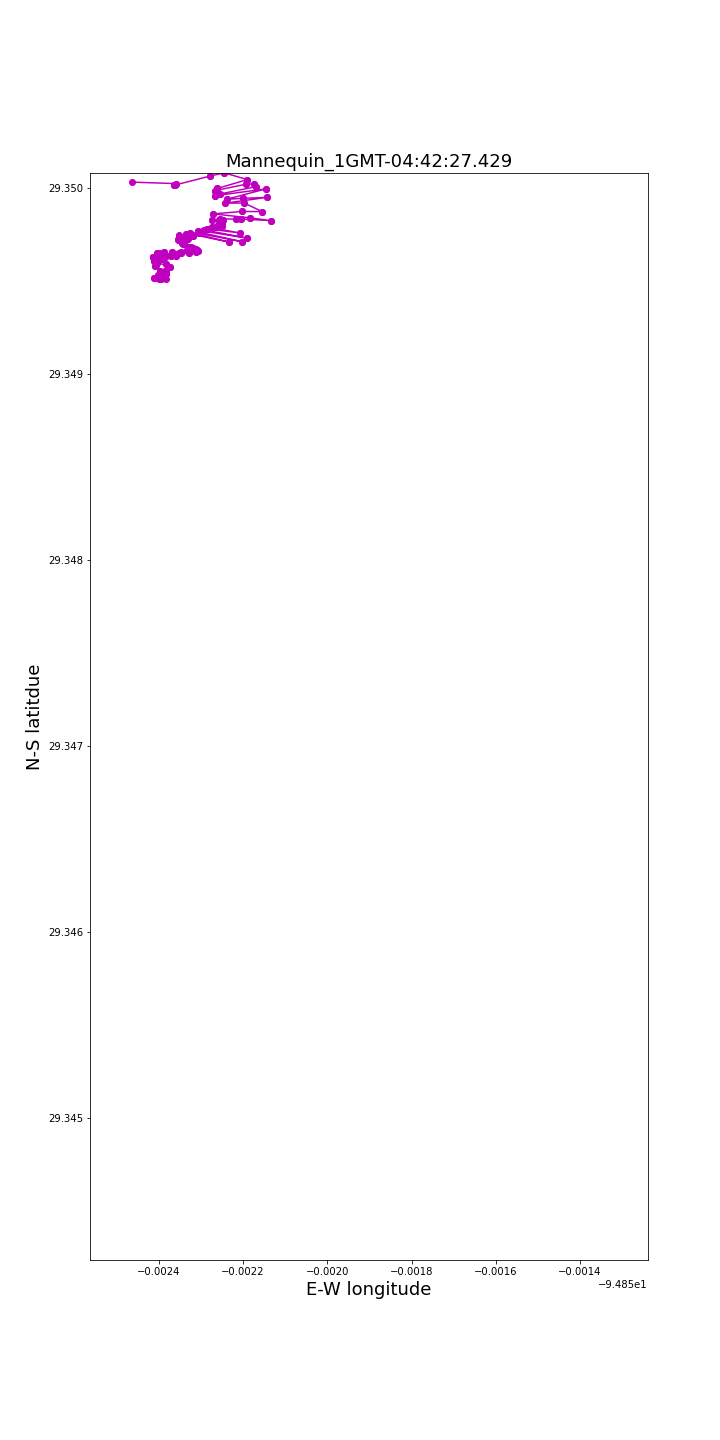 Mannequin_1GMT-04:42:27.429
29.350
29.349
29.348
29.347
29.346
29.345
N-S latitdue
−0.0024 −0.0022 −0.0020 −0.0018 −0.0016 −0.0014
−9.485e1
E-W longitude